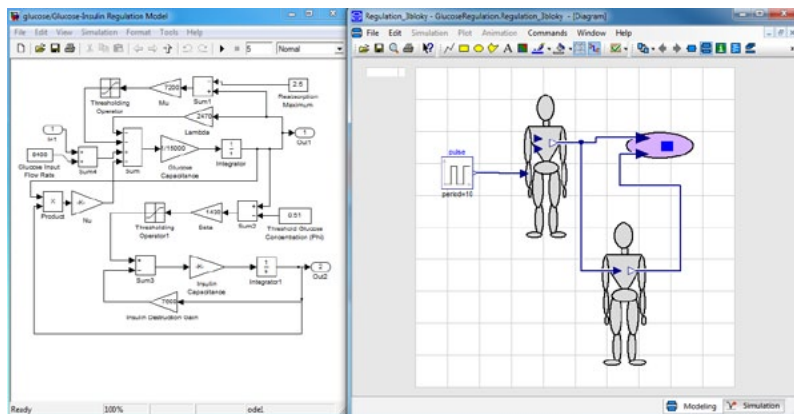 glucose/Glucose-Insulin Regulation Model
File Edit View Simulation Format Tools Help
5
Normal
Thresholding
Operator
7200
Mu
Sum1
2.5
Maximum
2470
Lambda
1
In1
1
Out1
8400
Glucose Input
Flow Rate
Sum4
Sum
1/15000
Glucose
Capacitance
1
s
Integrator
X
Product
-K-
Nu
Thresholding
Operator1
1430
Beta
Sum2
0.51
Threshold Glucose
Concentration (Phi)
Sum3
-K-
Insulin
Capacitance
1
s
Integrator1
2
Out2
7600
Insulin Destruction Gain
Ready
100%
ode1
Regulation_3bloky - GlucoseRegulation.Regulation_3bloky - [Diagram]
File Edit Simulation Plot Animation Commands Window Help
pulse
period=10
Modeling
Simulation